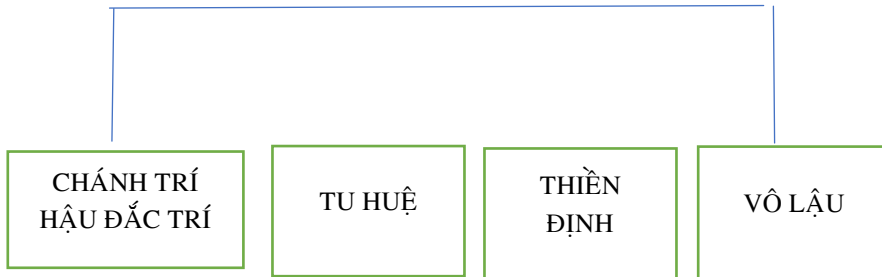 CHÁNH TRÍ
HẬU ĐẮC TRÍ
TU HUỆ
THIỀN
ĐỊNH
VÔ LẬU